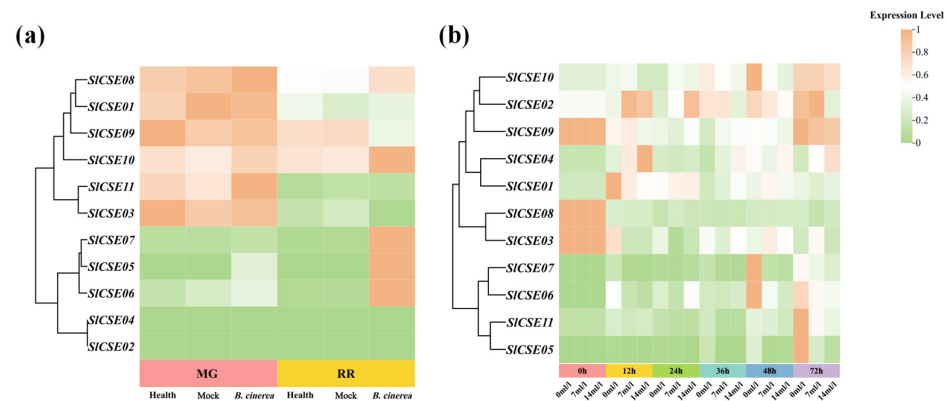 (a)
SlCSE08
SlCSE01
SlCSE09
SlCSE10
SlCSE11
SlCSE03
SlCSE07
SlCSE05
SlCSE06
SlCSE04
SlCSE02
MG RR
Health Mock B. cinerea Health Mock B. cinerea
(b)
Expression Level
1
0.8
0.6
0.4
0.2
0
SlCSE10
SlCSE02
SlCSE09
SlCSE04
SlCSE01
SlCSE08
SlCSE03
SlCSE07
SlCSE06
SlCSE11
SlCSE05
0h 12h 24h 36h 48h 72h
0ml/l 7ml/l 14ml/l 0ml/l 7ml/l 14ml/l 0ml/l 7ml/l 14ml/l 0ml/l 7ml/l 14ml/l 0ml/l 7ml/l 14ml/l 0ml/l 7ml/l 14ml/l